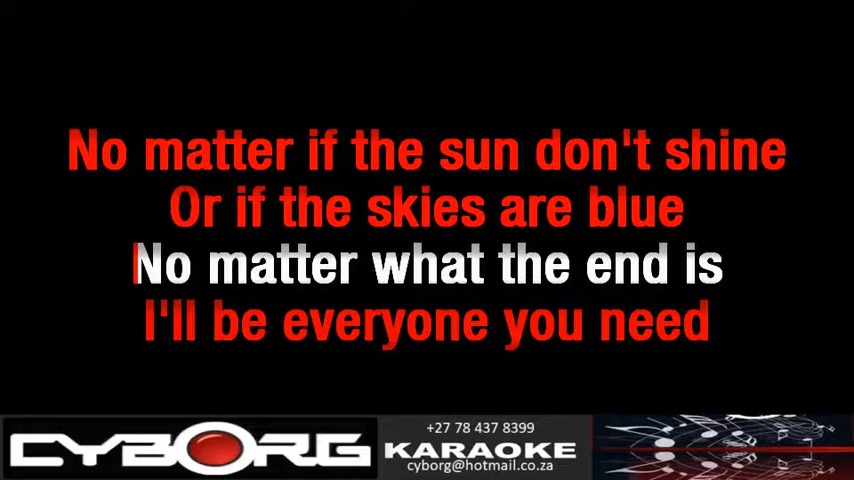 No matter if the sun don't shine
Or if the skies are blue
No matter what the end is
I'll be everyone you need
CYBORG
+27 78 437 8399
KARAOKE
cyborg@hotmail.co.za